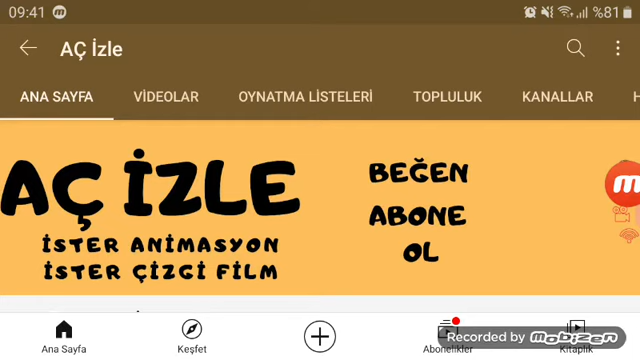 09:41
%81
AÇ İzle
ANA SAYFA VİDEOLAR OYNATMA LİSTELERİ TOPLULUK KANALLAR H
AÇ İZLE
İSTER ANİMASYON
İSTER ÇİZGİ FİLM
BEĞEN
ABONE
OL
Ana Sayfa Keşfet Abonelikler Kitaplık
Recorded by Mobizen